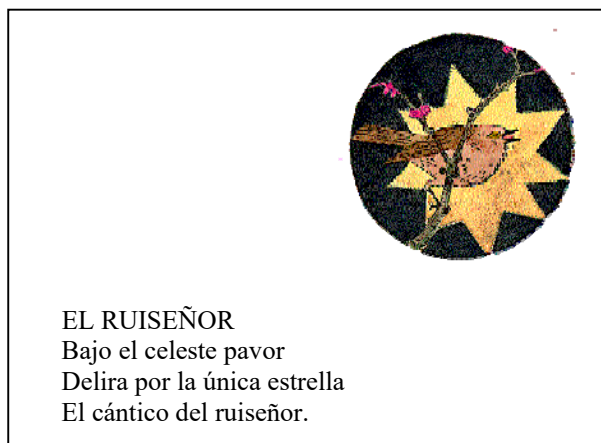 EL RUISEÑOR
Bajo el celeste pavor
Delira por la única estrella
El cántico del ruiseñor.